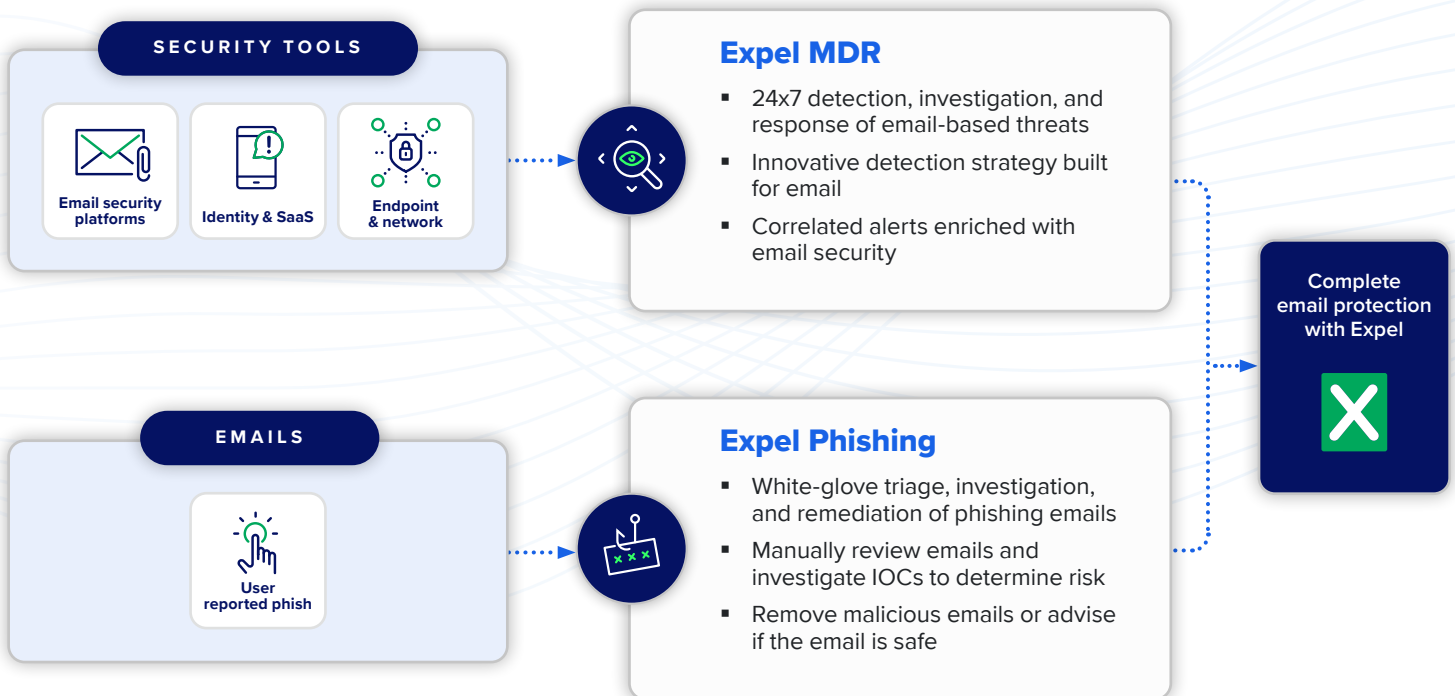 SECURITY TOOLS
Email security
platforms
Identity & SaaS
Endpoint
& network
Expel MDR
▪ 24x7 detection, investigation, and
response of email-based threats
▪ Innovative detection strategy built
for email
▪ Correlated alerts enriched with
email security
EMAILS
User
reported phish
Expel Phishing
▪ White-glove triage, investigation,
and remediation of phishing emails
▪ Manually review emails and
investigate IOCs to determine risk
▪ Remove malicious emails or advise
if the email is safe
Complete
email protection
with Expel